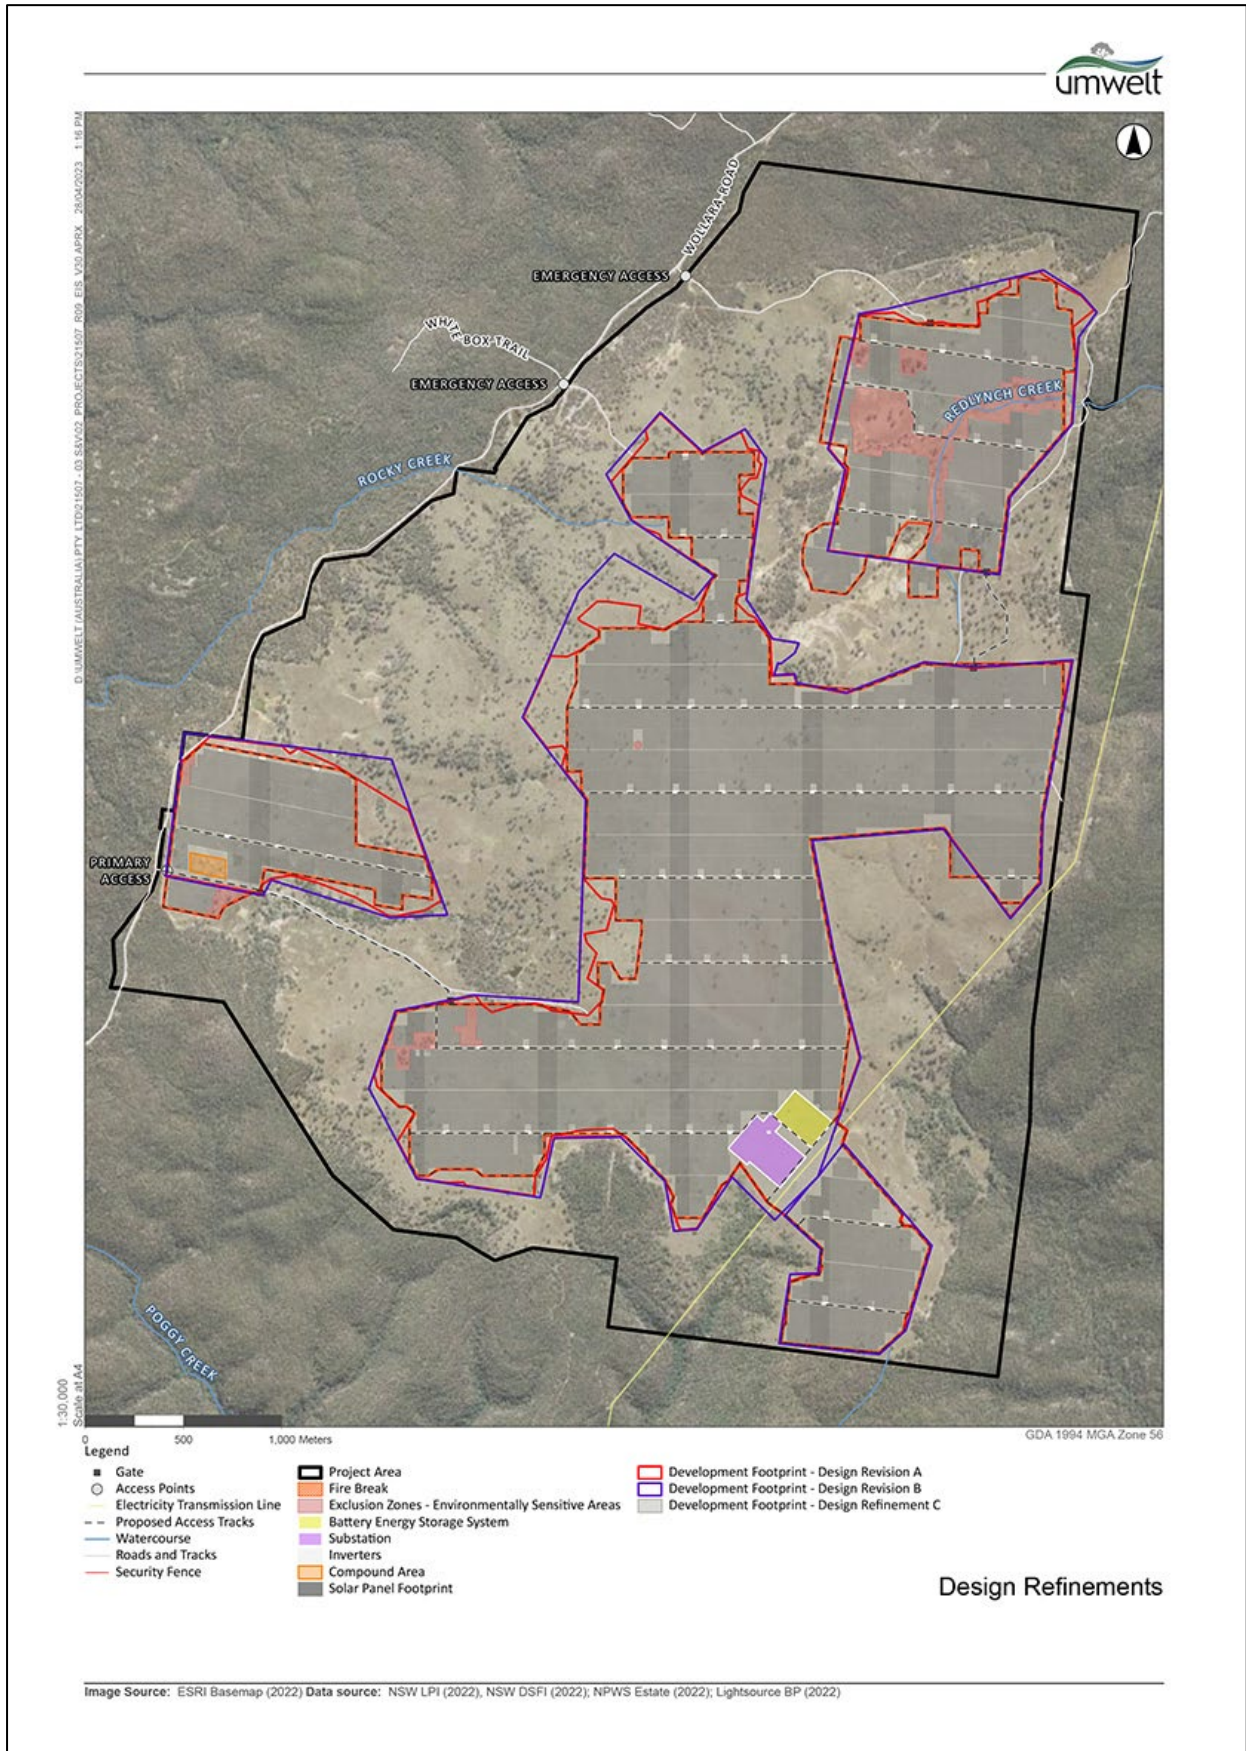 umwelt
D:\UMWELT (AUSTRALIA) PTY. LTD\21507 - 03 S&V\02 PROJECTS\21507_R09_EIS_V30.APRX 28/04/2023 1:16 PM
WOLLARA ROAD
EMERGENCY ACCESS
WHITE BOX TRAIL
EMERGENCY ACCESS
REDLYNCH CREEK
ROCKY CREEK
PRIMARY
ACCESS
POGGY CREEK
1:30,000
Scale at A4
0 500 1,000 Meters
GDA 1994 MGA Zone 56
Legend
Gate
Access Points
Electricity Transmission Line
Proposed Access Tracks
Watercourse
Roads and Tracks
Security Fence
Project Area
Fire Break
Exclusion Zones - Environmentally Sensitive Areas
Battery Energy Storage System
Substation
Inverters
Compound Area
Solar Panel Footprint
Development Footprint - Design Revision A
Development Footprint - Design Revision B
Development Footprint - Design Refinement C
Design Refinements
Image Source: ESRI Basemap (2022) Data source: NSW LPI (2022), NSW DSFI (2022); NPWS Estate (2022); Lightsource BP (2022)